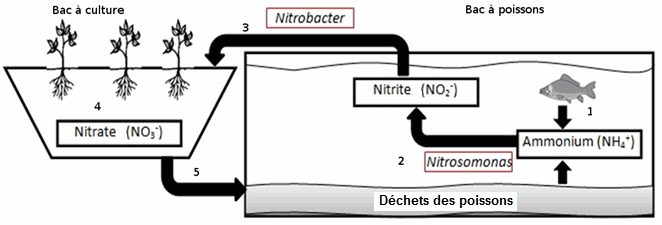 Bac à culture
Bac à poissons
Nitrobacter
3
Nitrite (NO₂⁻)
1
4
Nitrate (NO₃⁻)
Ammonium (NH₄⁺)
2
Nitrosomonas
5
Déchets des poissons